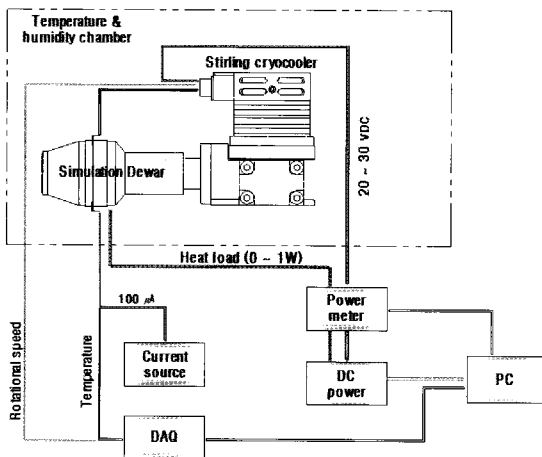 Temperature &
humidity chamber
Stirling cryocooler
Simulation Dewar
20 ~ 30 VDC
Heat load (0 ~ 1W)
100 μA
Power
meter
Current
source
DC
power
PC
Rotational speed
Temperature
DAQ